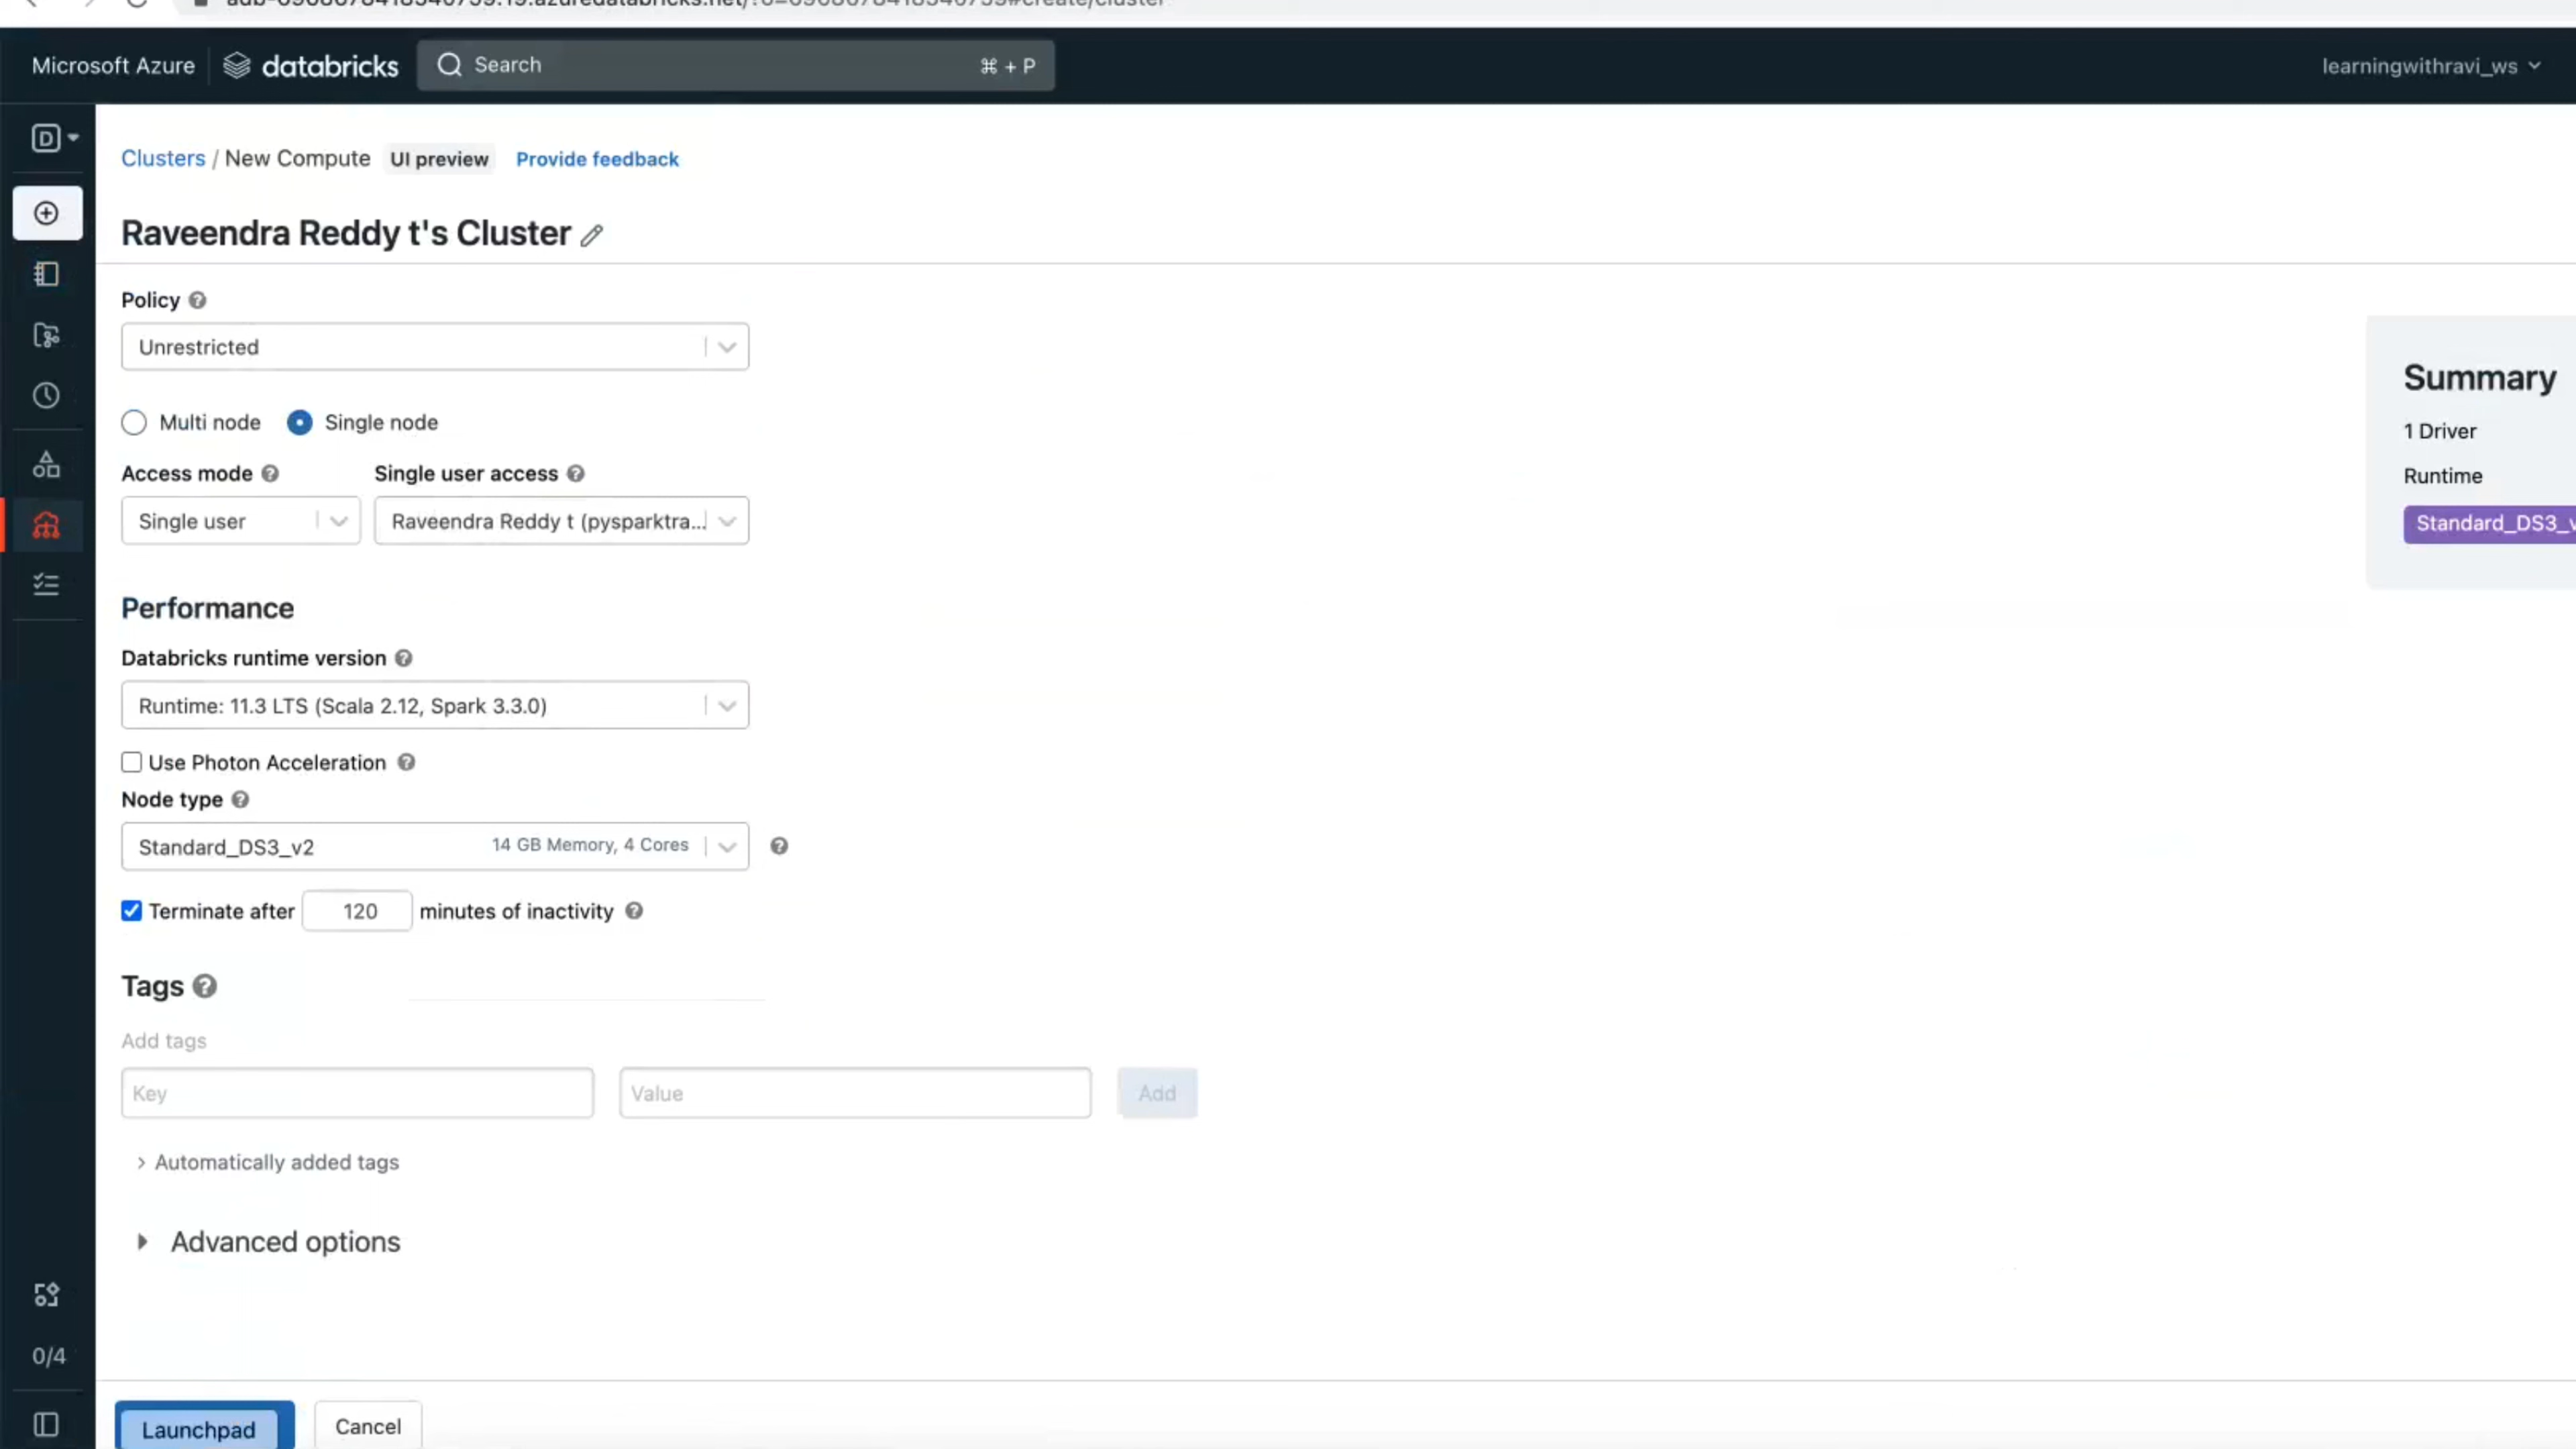 Microsoft Azure databricks Search ⌘ + P learningwithravi_ws
Clusters / New Compute UI preview Provide feedback
Raveendra Reddy t's Cluster
Policy
Unrestricted
Multi node Single node
Access mode Single user access
Single user Raveendra Reddy t (pysparktra...
Performance
Databricks runtime version
Runtime: 11.3 LTS (Scala 2.12, Spark 3.3.0)
Use Photon Acceleration
Node type
Standard_DS3_v2 14 GB Memory, 4 Cores
Terminate after 120 minutes of inactivity
Tags
Add tags
Key Value Add
Automatically added tags
Advanced options
0/4
Launchpad Cancel
Summary
1 Driver
Runtime
Standard_DS3_v